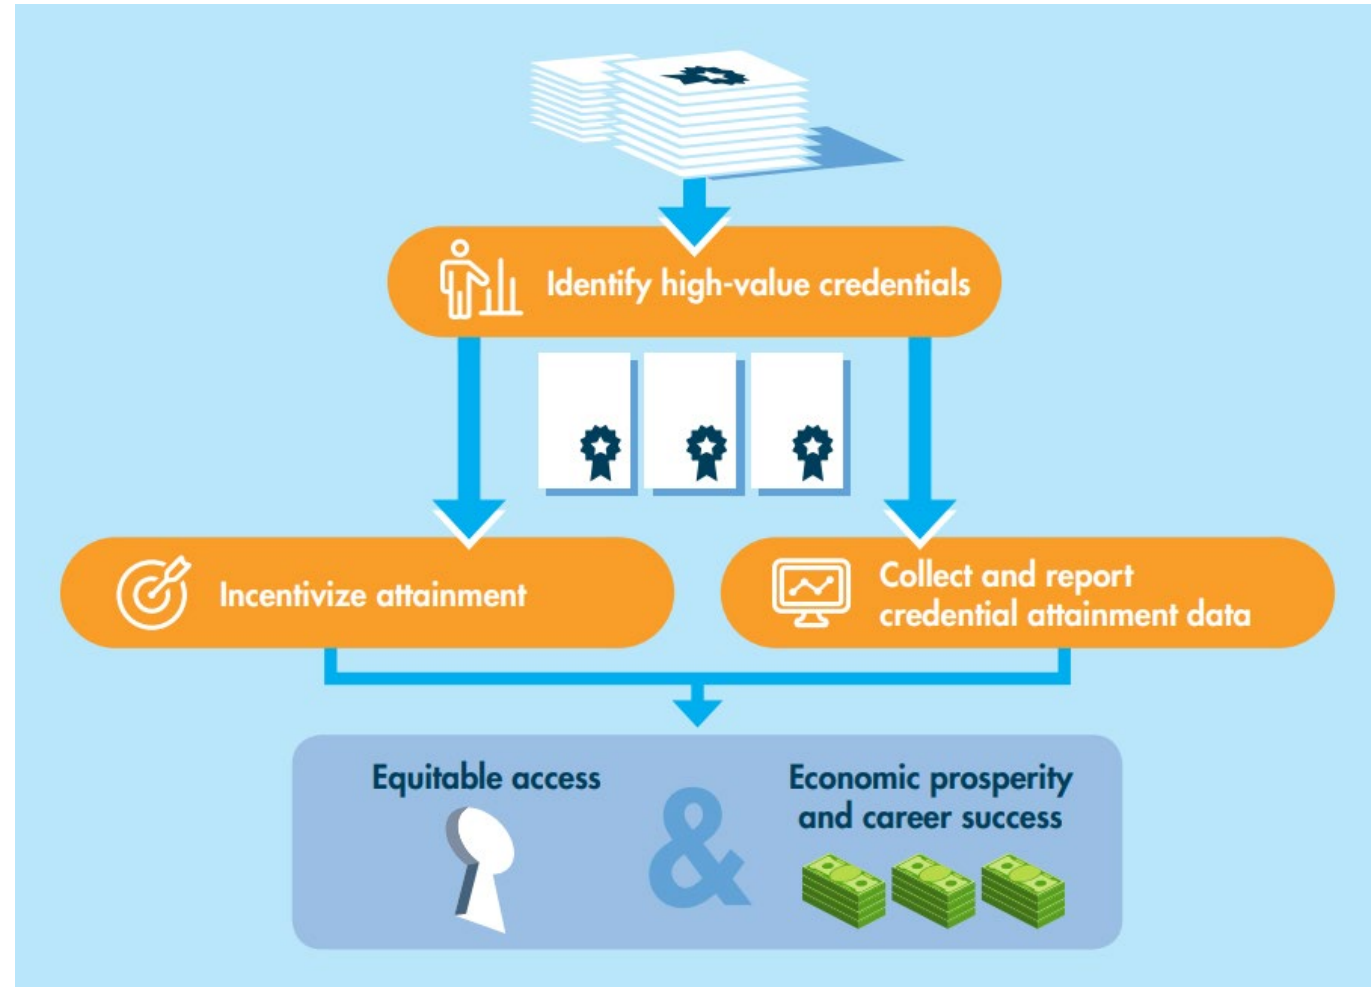 Identify high-value credentials
Incentivize attainment
Collect and report
credential attainment data
Equitable access
&
Economic prosperity
and career success